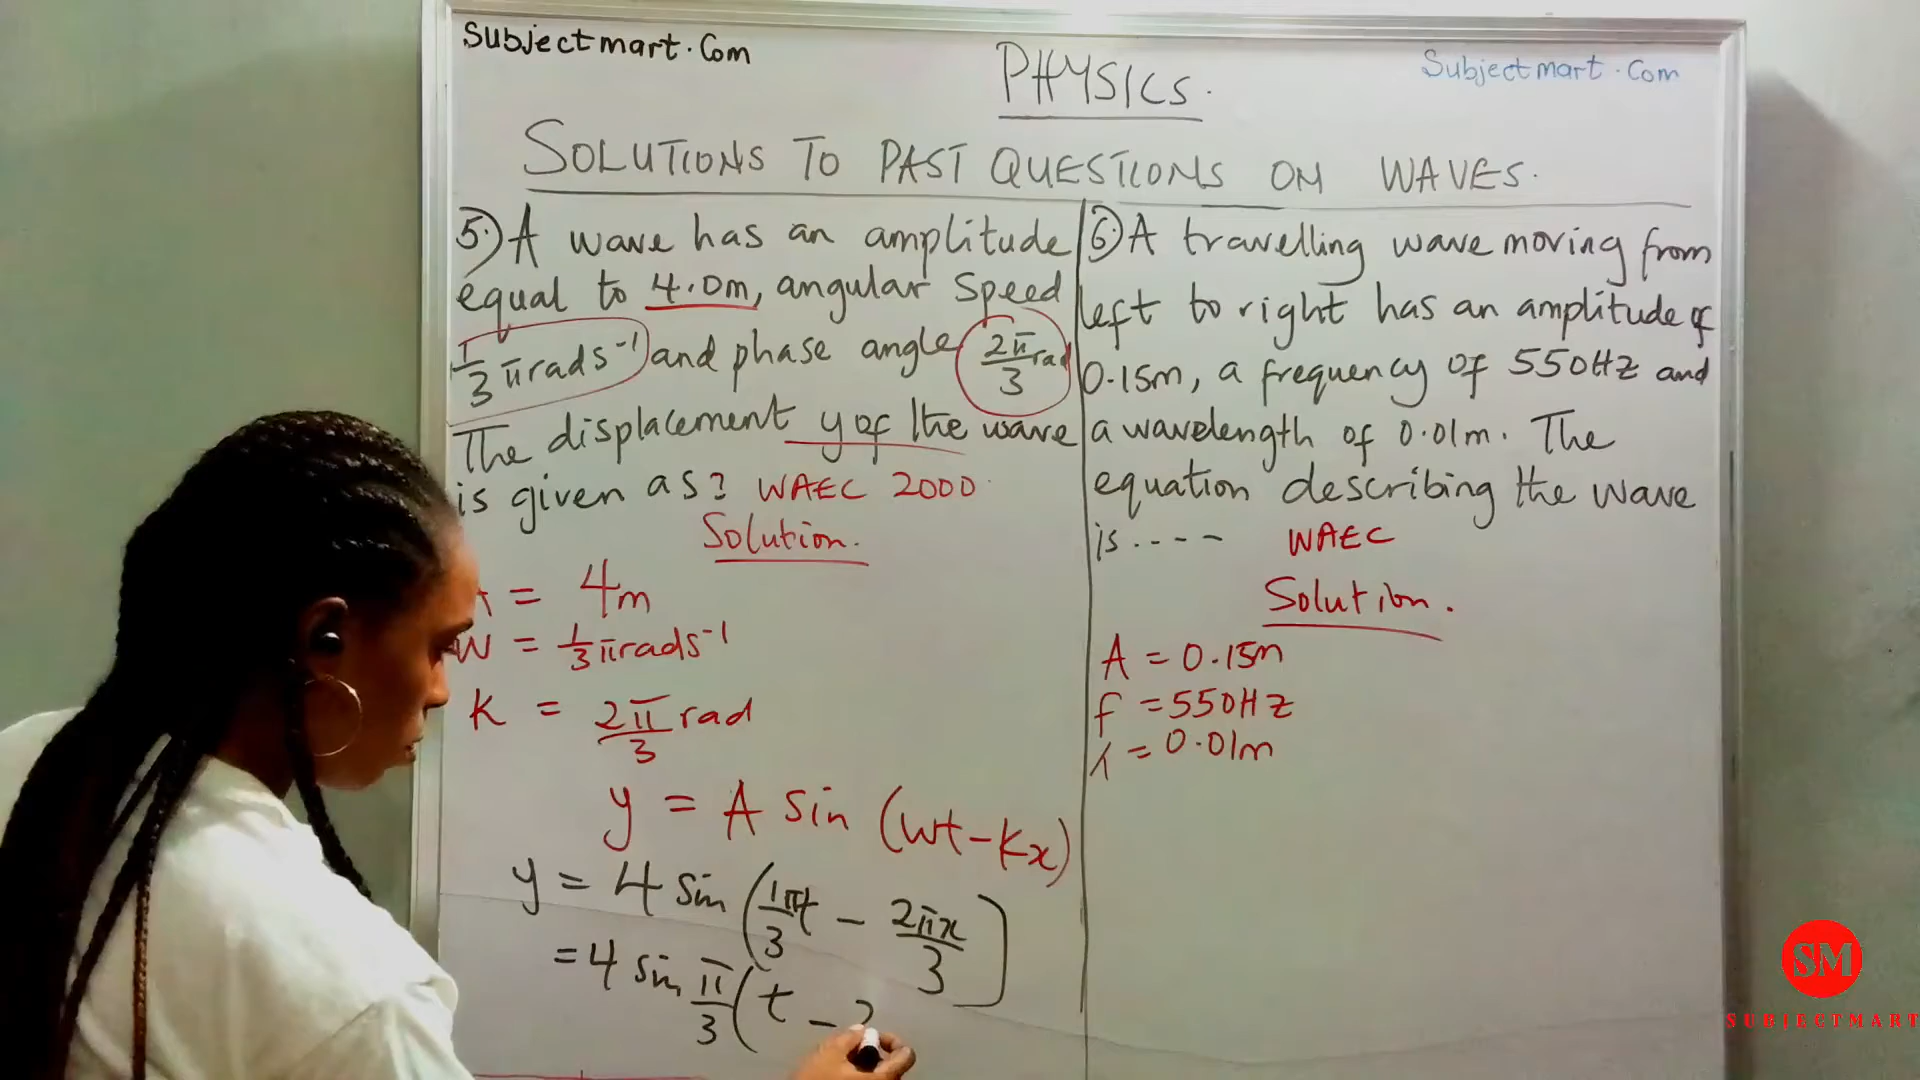 Subjectmart.Com
PHYSICS.
Subjectmart.Com
SOLUTIONS TO PAST QUESTIONS ON WAVES.
5.) A wave has an amplitude
equal to 4.0m, angular Speed
1/3 π rads⁻¹ and phase angle 2π/3 rad
The displacement y of the wave
is given as? WAEC 2000.
Solution.
= 4m
W = 1/3 π rads⁻¹
K = 2π/3 rad
y = A sin (wt - kx)
y = 4 sin (1πt/3 - 2πx/3)
= 4 sin π/3 (t -
6.) A travelling wave moving from
left to right has an amplitude of
0.15m, a frequency of 550HZ and
a wavelength of 0.01m. The
equation describing the wave
is .... WAEC
Solution.
A = 0.15m
f = 550HZ
λ = 0.01m
SM
SUBJECTMART